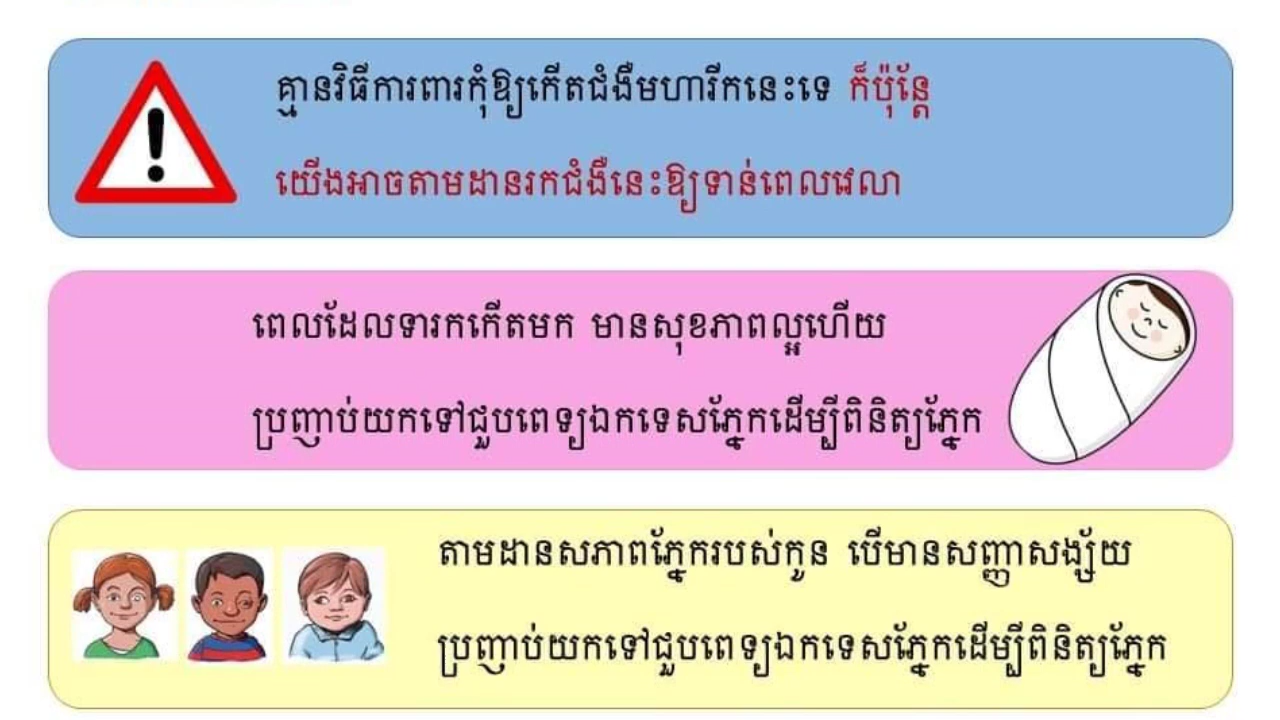 គ្មានវិធីការពារកុំឱ្យកើតជំងឺមហារីកនេះទេ ក៏ប៉ុន្តែ
យើងអាចតាមដានរកជំងឺនេះឱ្យទាន់ពេលវេលា
ពេលដែលទារកកើតមក មានសុខភាពល្អហើយ
ប្រញាប់យកទៅជួបពេទ្យឯកទេសភ្នែកដើម្បីពិនិត្យភ្នែក
តាមដានសភាពភ្នែករបស់កូន បើមានសញ្ញាសង្ស័យ
ប្រញាប់យកទៅជួបពេទ្យឯកទេសភ្នែកដើម្បីពិនិត្យភ្នែក